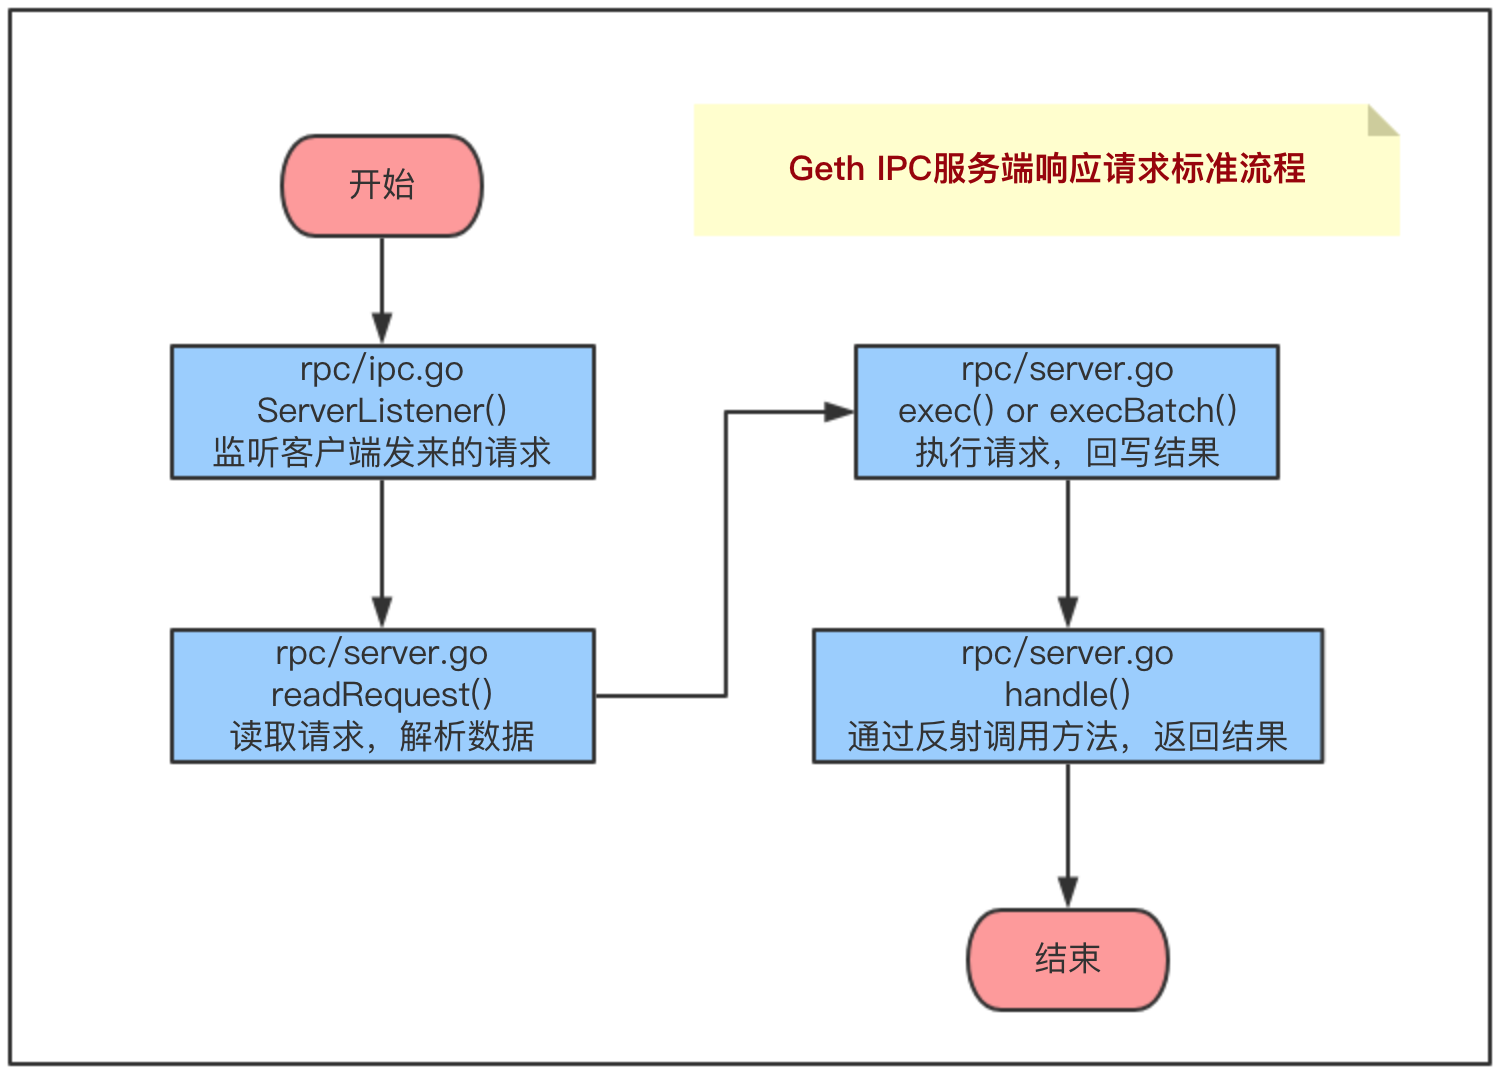 Geth IPC服务端响应请求标准流程
开始
rpc/ipc.go
ServerListener()
监听客户端发来的请求
rpc/server.go
readRequest()
读取请求，解析数据
rpc/server.go
exec() or execBatch()
执行请求，回写结果
rpc/server.go
handle()
通过反射调用方法，返回结果
结束